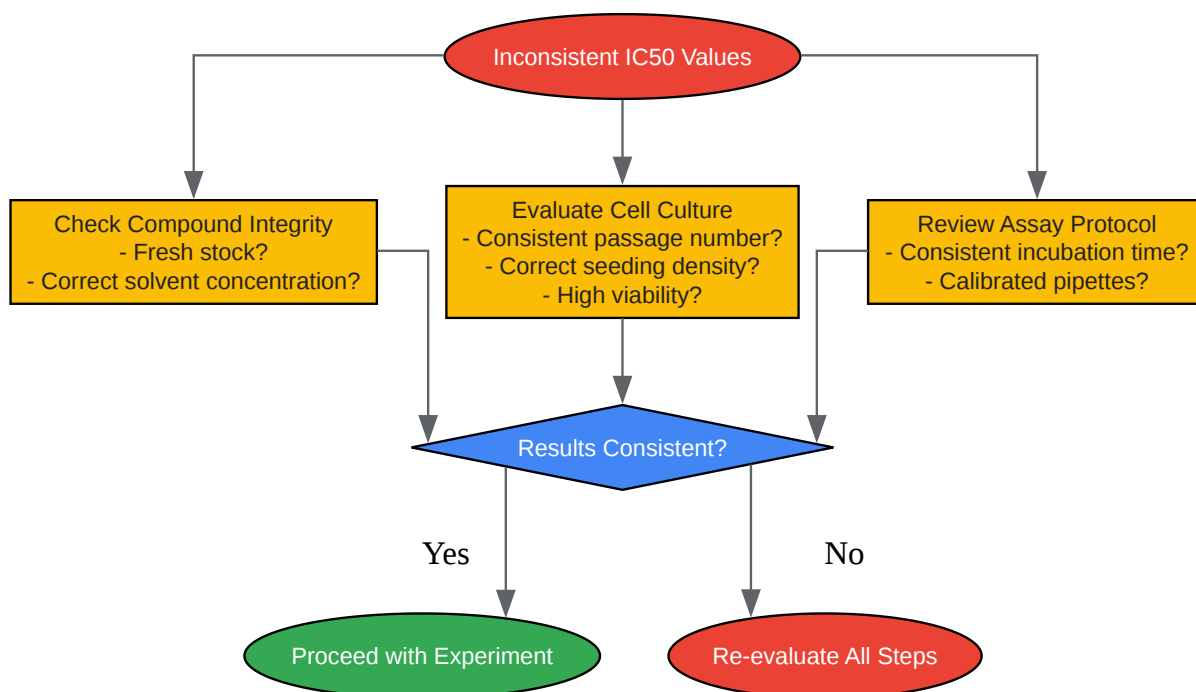 Inconsistent IC50 Values
Check Compound Integrity
- Fresh stock?
- Correct solvent concentration?
Evaluate Cell Culture
- Consistent passage number?
- Correct seeding density?
- High viability?
Review Assay Protocol
- Consistent incubation time?
- Calibrated pipettes?
Results Consistent?
Yes
No
Proceed with Experiment
Re-evaluate All Steps